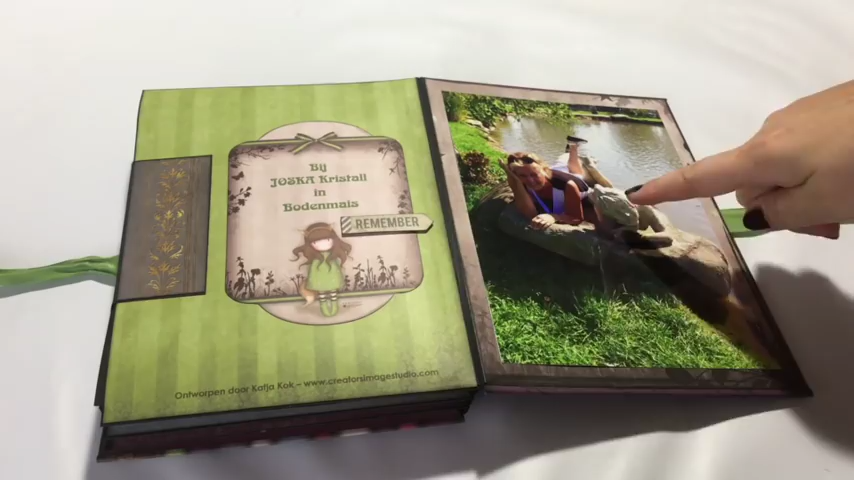 Bij
JOSKA Kristall
in
Bodenmais
REMEMBER
Ontworpen door Katja Kok – www.creatorsimagestudio.com